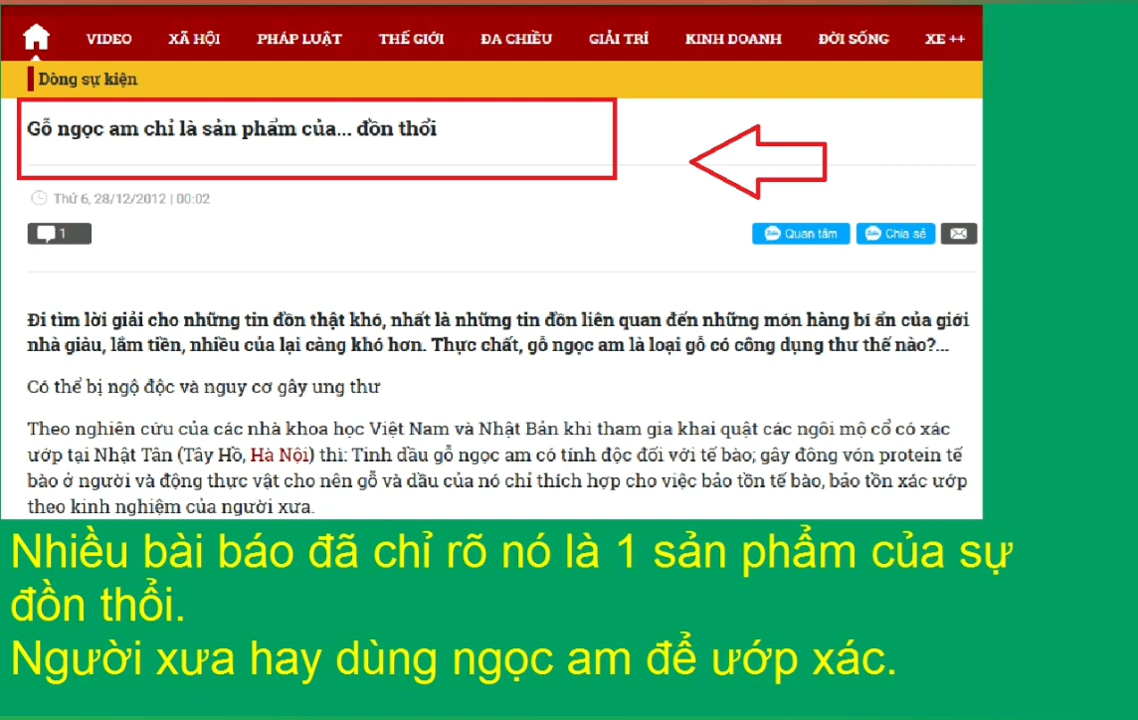 VIDEO XÃ HỘI PHÁP LUẬT THẾ GIỚI ĐA CHIỀU GIẢI TRÍ KINH DOANH ĐỜI SỐNG XE ++
Dòng sự kiện
Gỗ ngọc am chỉ là sản phẩm của... đồn thổi
Thứ 6, 28/12/2012 | 00:02
1 Quan tâm Chia sẻ
Đi tìm lời giải cho những tin đồn thật khó, nhất là những tin đồn liên quan đến những món hàng bí ẩn của giới
nhà giàu, lắm tiền, nhiều của lại càng khó hơn. Thực chất, gỗ ngọc am là loại gỗ có công dụng thư thế nào?...
Có thể bị ngộ độc và nguy cơ gây ung thư
Theo nghiên cứu của các nhà khoa học Việt Nam và Nhật Bản khi tham gia khai quật các ngôi mộ cổ có xác
ướp tại Nhật Tân (Tây Hồ, Hà Nội) thì: Tinh dầu gỗ ngọc am có tính độc đối với tế bào; gây đông vón protein tế
bào ở người và động thực vật cho nên gỗ và dầu của nó chỉ thích hợp cho việc bảo tồn tế bào, bảo tồn xác ướp
theo kinh nghiệm của người xưa.
Nhiều bài báo đã chỉ rõ nó là 1 sản phẩm của sự
đồn thổi.
Người xưa hay dùng ngọc am để ướp xác.